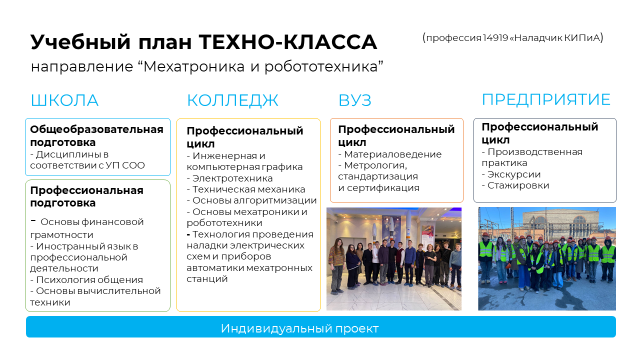 Учебный план ТЕХНО-КЛАССА
(профессия 14919 «Наладчик КИПиА)
направление “Мехатроника и робототехника”
ШКОЛА
Общеобразовательная
подготовка
- Дисциплины в
соответствии с УП СОО
Профессиональная
подготовка
- Основы финансовой
грамотности
- Иностранный язык в
профессиональной
деятельности
- Психология общения
- Основы вычислительной
техники
КОЛЛЕДЖ
Профессиональный
цикл
- Инженерная и
компьютерная графика
- Электротехника
- Техническая механика
- Основы алгоритмизации
- Основы мехатроники и
робототехники
- Технология проведения
наладки электрических
схем и приборов
автоматики мехатронных
станций
ВУЗ
Профессиональный
цикл
- Материаловедение
- Метрология,
стандартизация
и сертификация
ПРЕДПРИЯТИЕ
Профессиональный
цикл
- Производственная
практика
- Экскурсии
- Стажировки
Индивидуальный проект